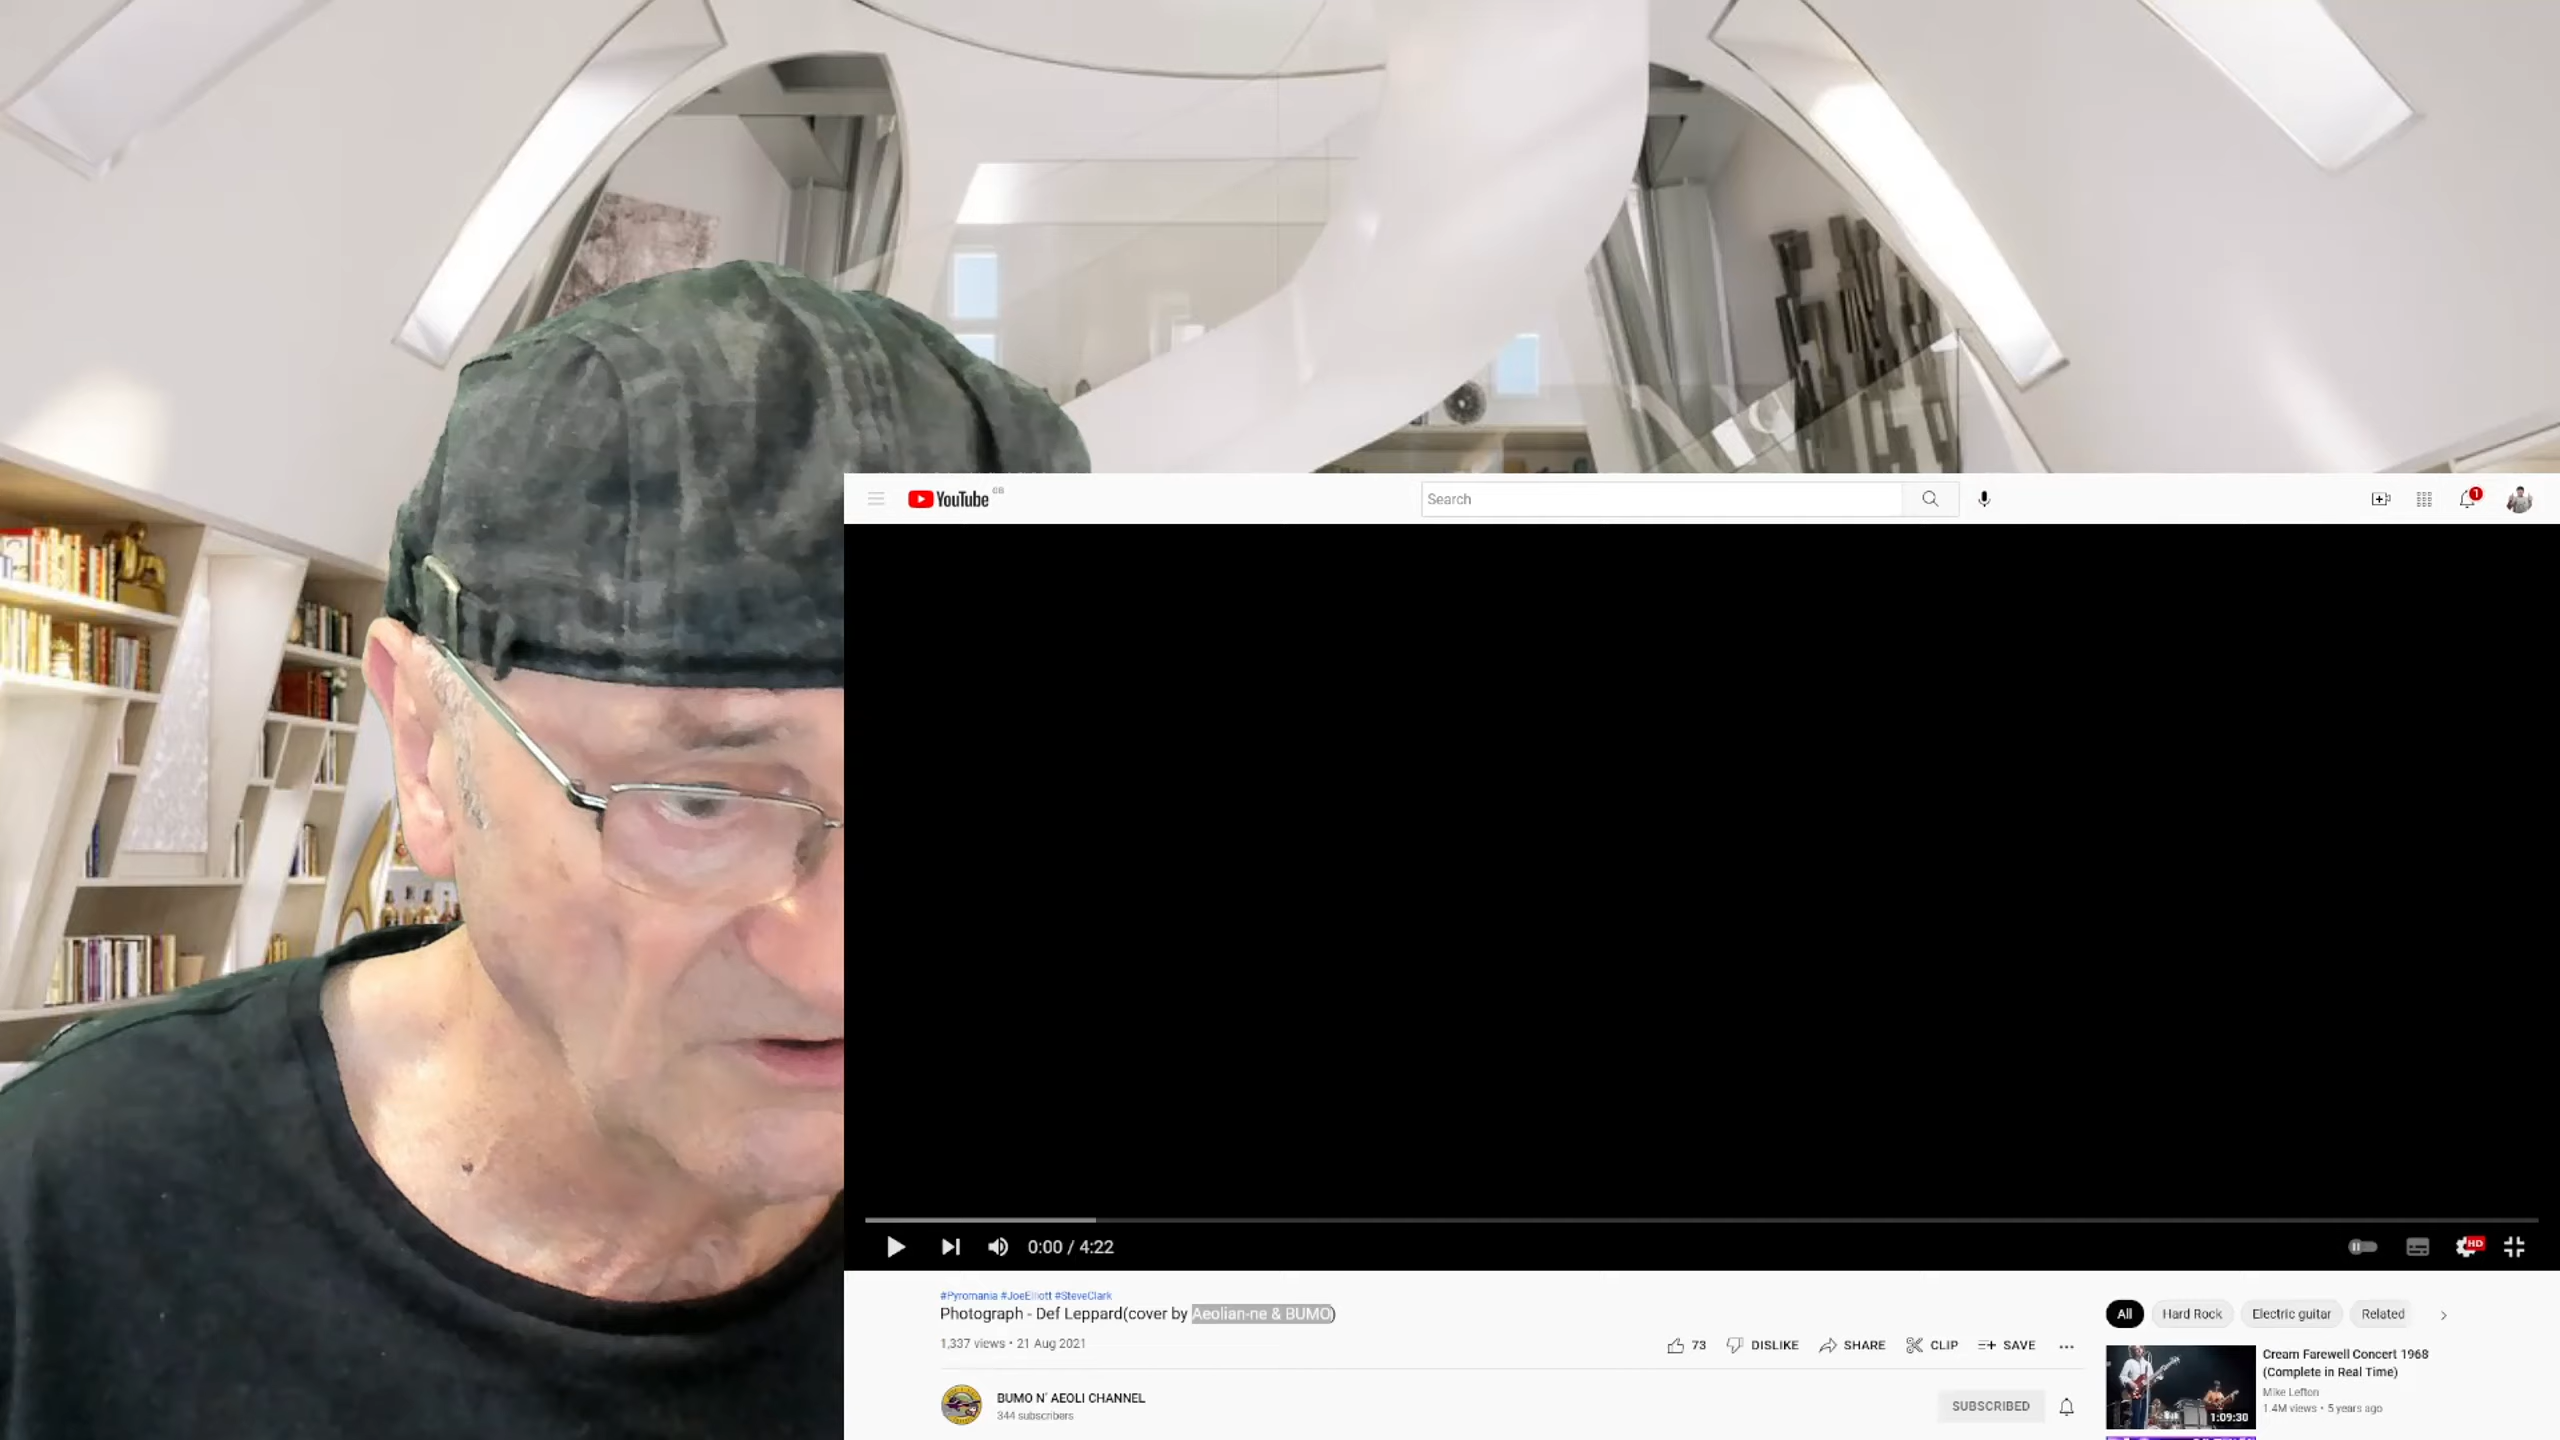 YouTube GB
Search
1
0:00 / 4:22
HD
#Pyromania #JoeElliott #SteveClark
Photograph - Def Leppard(cover by Aeolian-ne & BUMO)
1,337 views • 21 Aug 2021
73 DISLIKE SHARE CLIP SAVE
BUMO N' AEOLI CHANNEL
344 subscribers
SUBSCRIBED
All Hard Rock Electric guitar Related
Cream Farewell Concert 1968
(Complete in Real Time)
Mike Lefton
1.4M views • 5 years ago
1:09:30